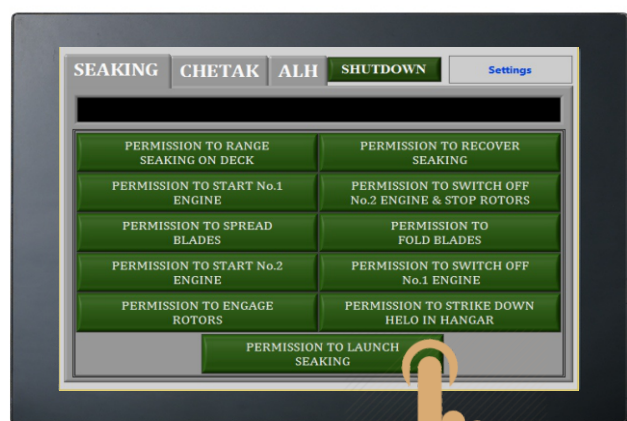 SEAKING CHETAK ALH SHUTDOWN Settings
PERMISSION TO RANGE
SEAKING ON DECK
PERMISSION TO RECOVER
SEAKING
PERMISSION TO START No.1
ENGINE
PERMISSION TO SWITCH OFF
No.2 ENGINE & STOP ROTORS
PERMISSION TO SPREAD
BLADES
PERMISSION TO
FOLD BLADES
PERMISSION TO START No.2
ENGINE
PERMISSION TO SWITCH OFF
No.1 ENGINE
PERMISSION TO ENGAGE
ROTORS
PERMISSION TO STRIKE DOWN
HELO IN HANGAR
PERMISSION TO LAUNCH
SEAKING